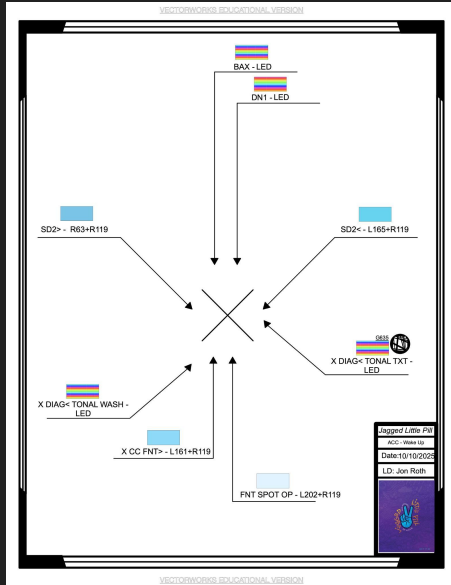 VECTORWORKS EDUCATIONAL VERSION
BAX - LED
DN1 - LED
SD2> - R63+R119
SD2< - L165+R119
G635
X DIAG< TONAL TXT -
LED
X DIAG< TONAL WASH -
LED
X CC FNT> - L161+R119
FNT SPOT OP - L202+R119
Jagged Little Pill
ACC - Wake Up
Date:10/10/2025
LD: Jon Roth
VECTORWORKS EDUCATIONAL VERSION